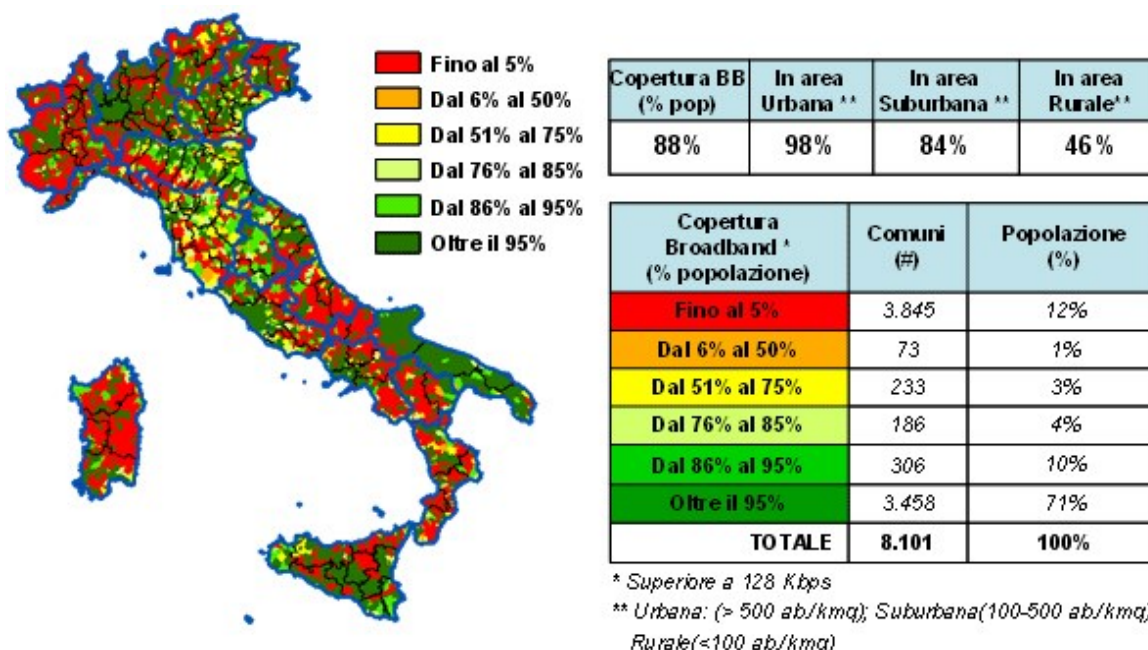 Fino al 5%
Dal 6% al 50%
Dal 51% al 75%
Dal 76% al 85%
Dal 86% al 95%
Oltre il 95%
Copertura BB (% pop) In area Urbana ** In area Suburbana ** In area Rurale**
88% 98% 84% 46%
Copertura Broadband * (% popolazione) Comuni (#) Popolazione (%)
Fino al 5% 3.845 12%
Dal 6% al 50% 73 1%
Dal 51% al 75% 233 3%
Dal 76% al 85% 186 4%
Dal 86% al 95% 306 10%
Oltre il 95% 3.458 71%
TOTALE 8.101 100%
* Superiore a 128 Kbps
** Urbana: (> 500 ab/kmq); Suburbana(100-500 ab/kmq)
Rurale(<100 ab/kmq)